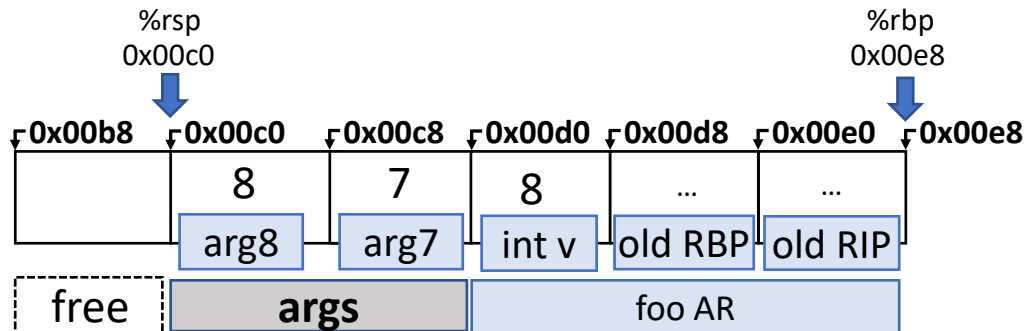 %rsp
0x00c0
%rbp
0x00e8
0x00b8 0x00c0 0x00c8 0x00d0 0x00d8 0x00e0 0x00e8
8 7 8 ... ...
arg8 arg7 int v old RBP old RIP
free args foo AR